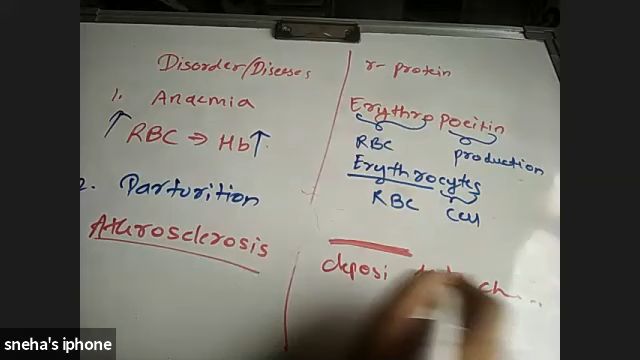 Disorder/Diseases
1. Anaemia
↑ RBC → Hb↑
2. Parturition
Atherosclerosis
r- protein
Erythropoeitin
RBC
production
Erythrocytes
RBC
Cell
deposi
ch...
sneha's iphone